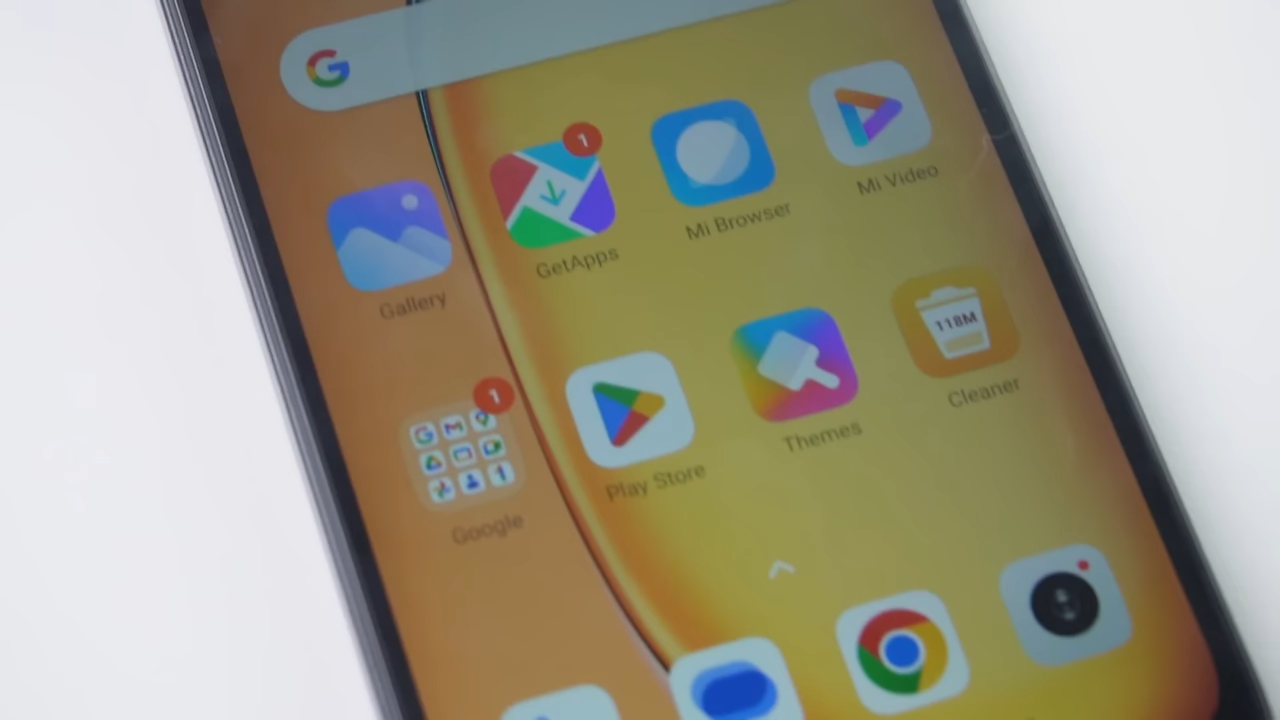 G
Gallery
1
GetApps
Mi Browser
Mi Video
1
Google
Play Store
Themes
118M
Cleaner